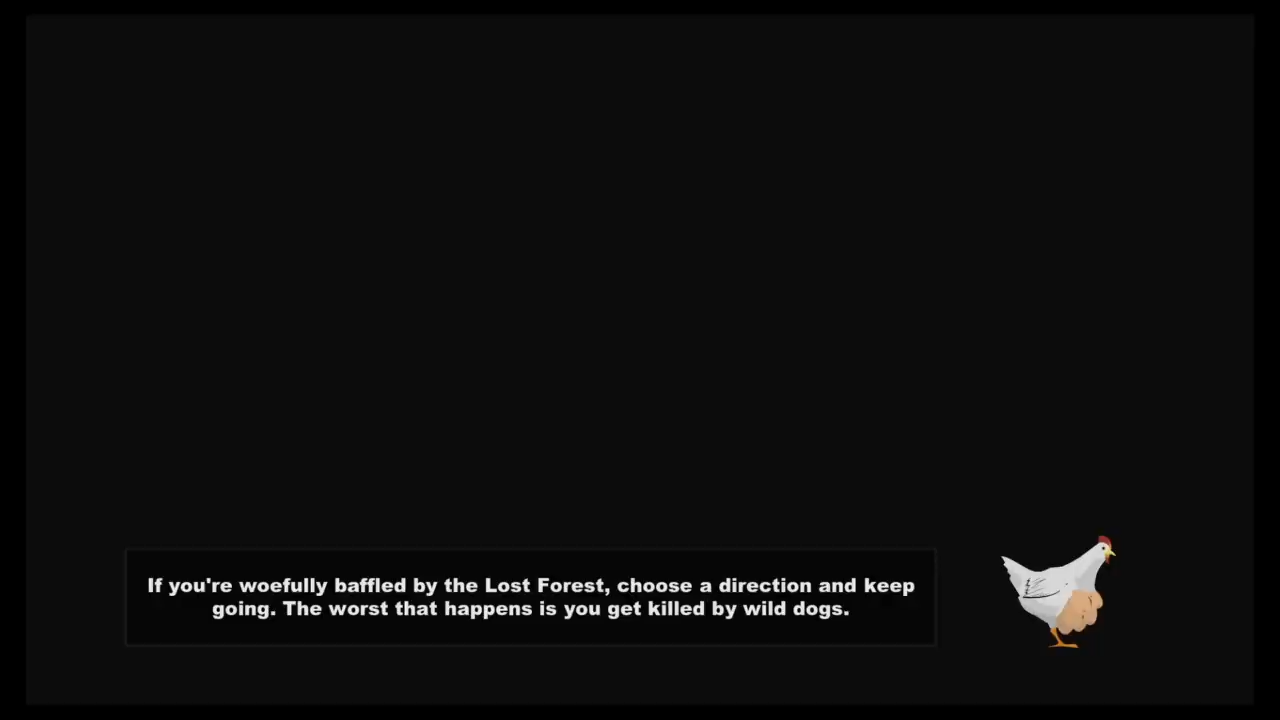 If you're woefully baffled by the Lost Forest, choose a direction and keep
going. The worst that happens is you get killed by wild dogs.